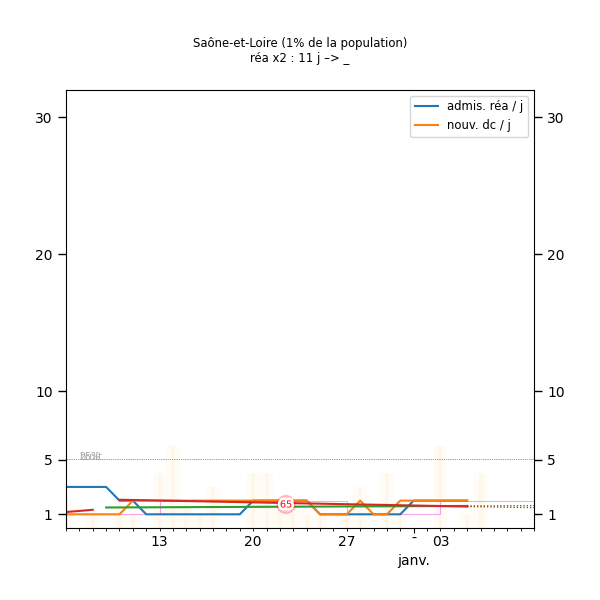 Saône-et-Loire (1% de la population)
réa x2 : 11 j –> _
admis. réa / j
nouv. dc / j
30 30
20 20
10 10
5 5
65
1 1
13 20 27 - 03
janv.